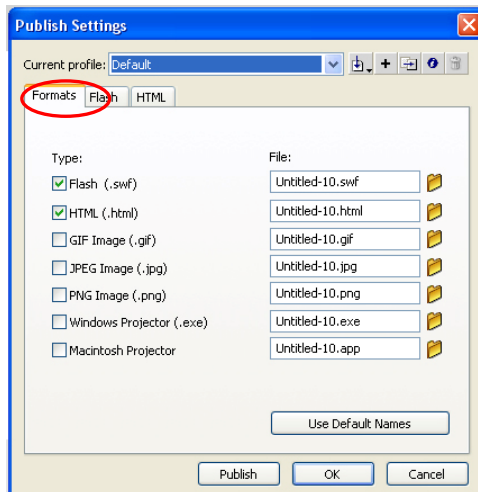 Publish Settings
Current profile: Default
Formats Flash HTML
Type: File:
Flash (.swf) Untitled-10.swf
HTML (.html) Untitled-10.html
GIF Image (.gif) Untitled-10.gif
JPEG Image (.jpg) Untitled-10.jpg
PNG Image (.png) Untitled-10.png
Windows Projector (.exe) Untitled-10.exe
Macintosh Projector Untitled-10.app
Use Default Names
Publish OK Cancel